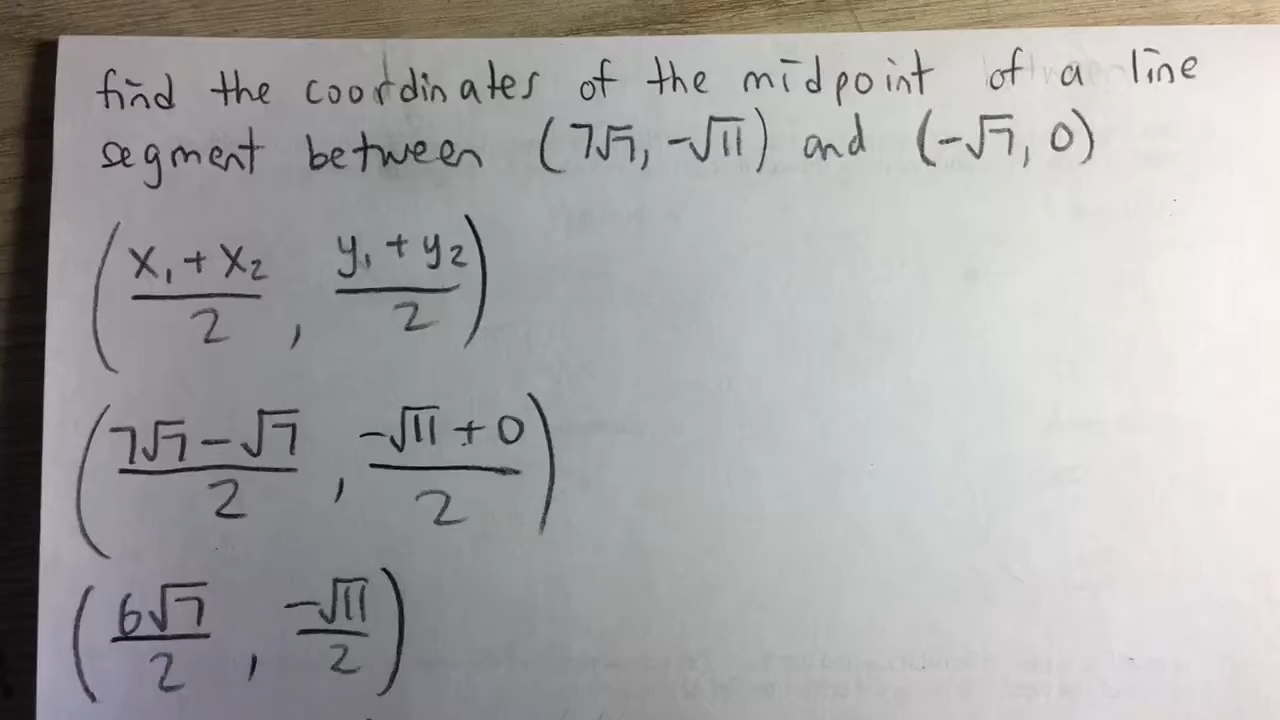 find the coordinates of the midpoint of a line
segment between (7√7, -√11) and (-√7, 0)
(x₁ + x₂ / 2, y₁ + y₂ / 2)
(7√7 - √7 / 2, -√11 + 0 / 2)
(6√7 / 2, -√11 / 2)